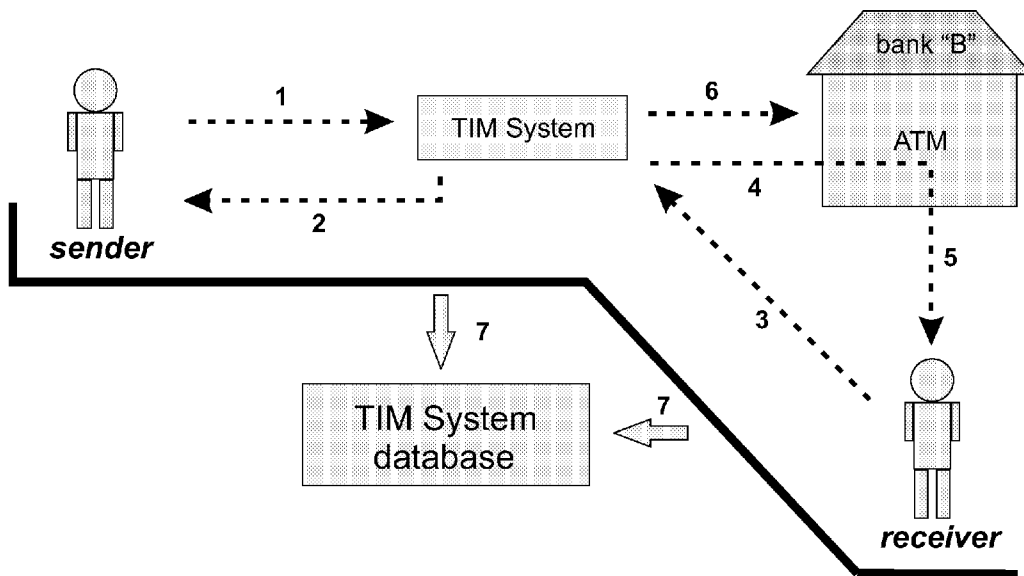 bank "B"
1
6
TIM System
ATM
4
2
sender
5
3
7
TIM System
database
7
receiver